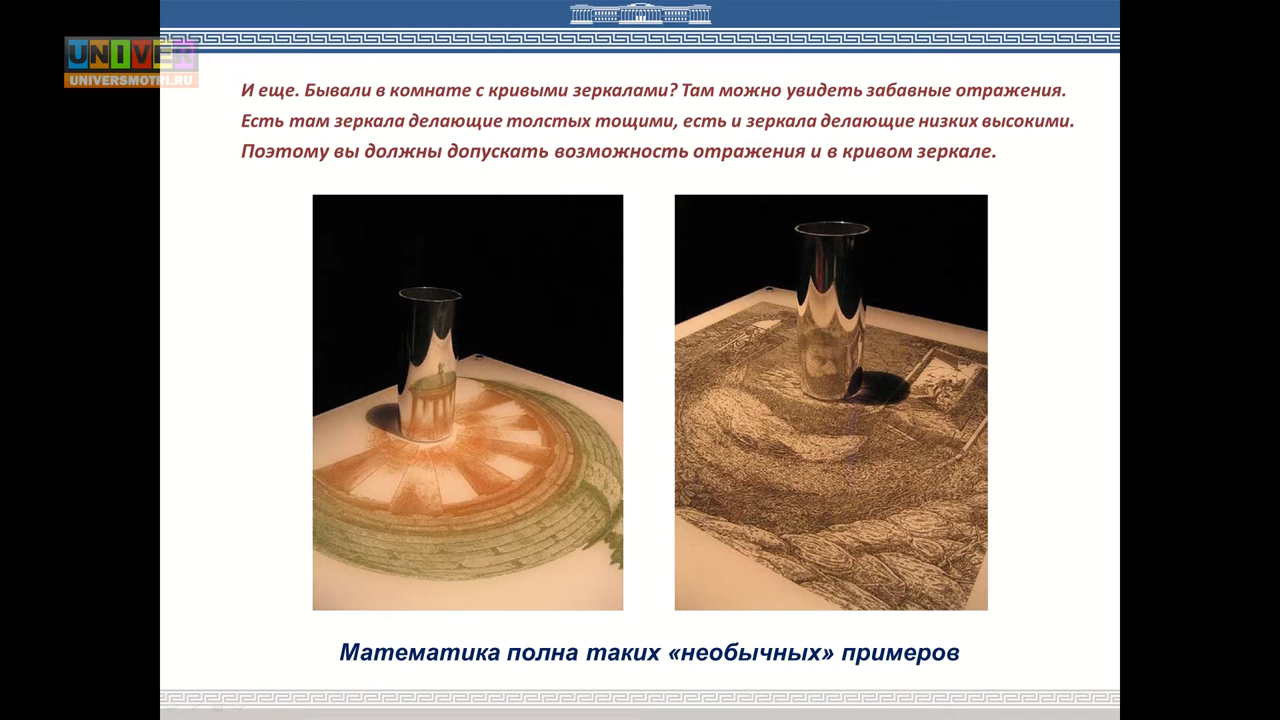 UNIVER
UNIVERSMOTRI.RU
И еще. Бывали в комнате с кривыми зеркалами? Там можно увидеть забавные отражения.
Есть там зеркала делающие толстых тощими, есть и зеркала делающие низких высокими.
Поэтому вы должны допускать возможность отражения и в кривом зеркале.
Математика полна таких «необычных» примеров